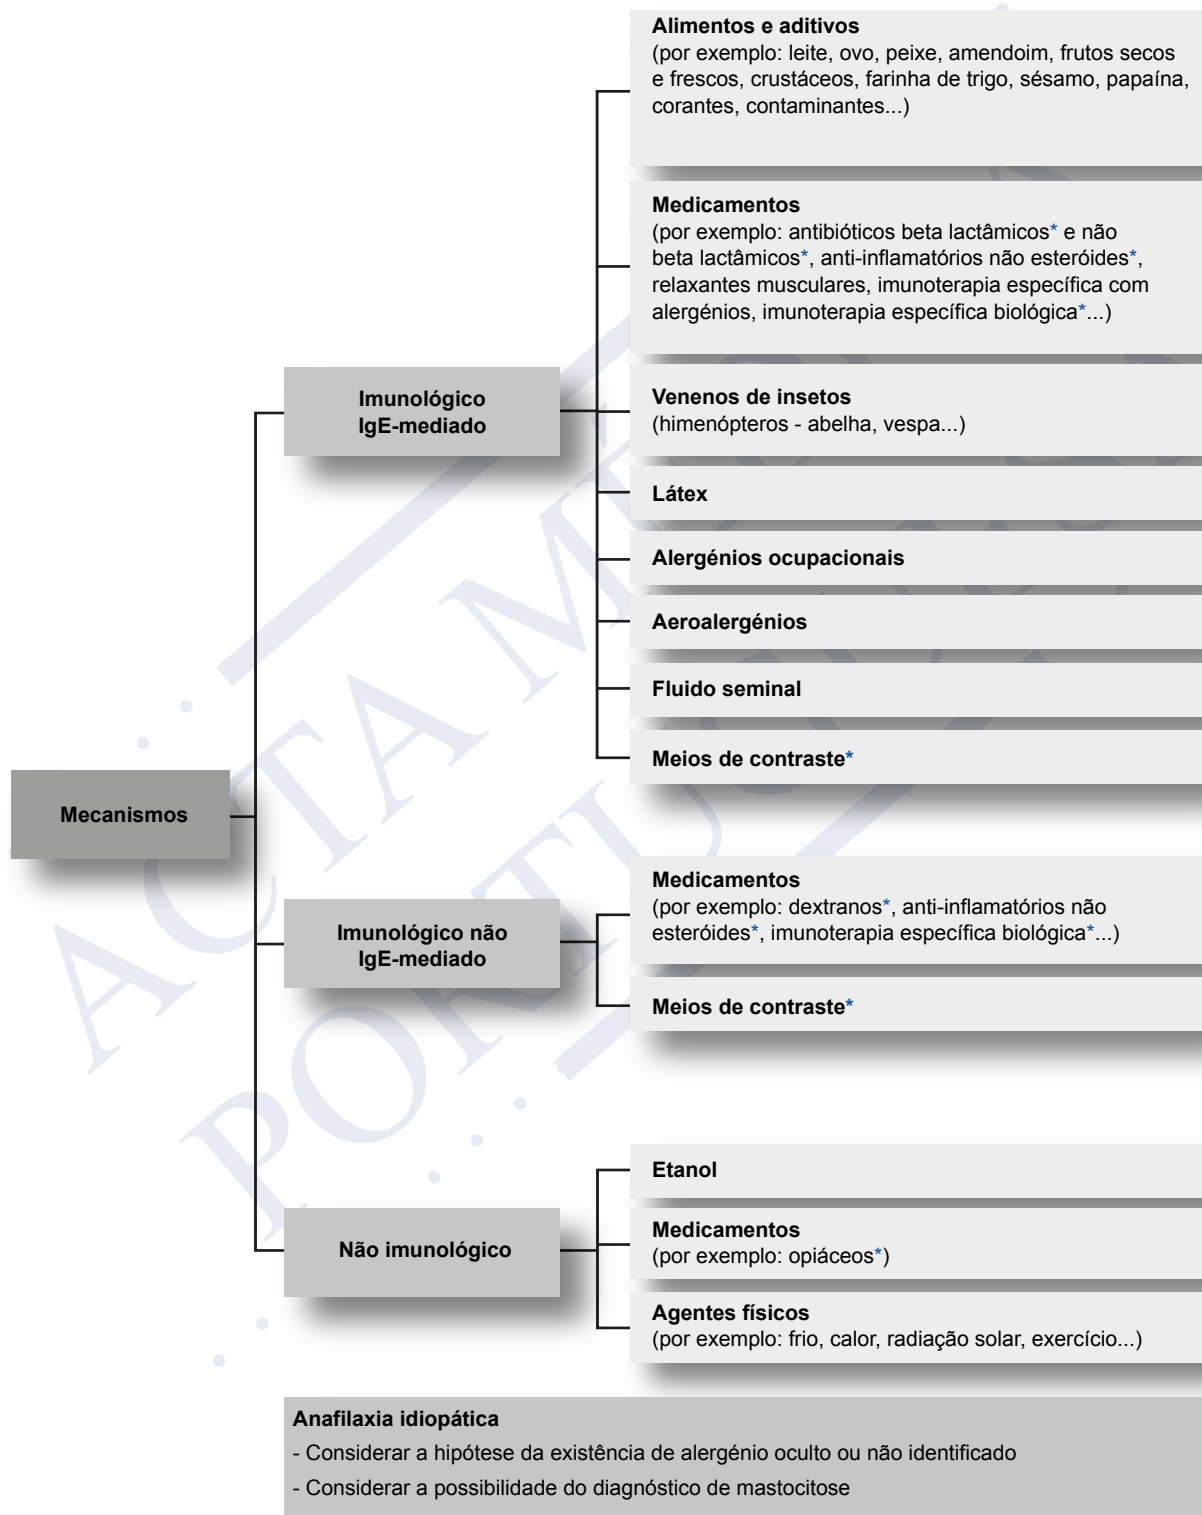 Alimentos e aditivos
(por exemplo: leite, ovo, peixe, amendoim, frutos secos
e frescos, crustáceos, farinha de trigo, sésamo, papaína,
corantes, contaminantes...)
Medicamentos
(por exemplo: antibióticos beta lactâmicos* e não
beta lactâmicos*, anti-inflamatórios não esteróides*,
relaxantes musculares, imunoterapia específica com
alergénios, imunoterapia específica biológica*...)
Imunológico
IgE-mediado
Venenos de insetos
(himenópteros - abelha, vespa...)
Látex
Alergénios ocupacionais
Aeroalergénios
Fluido seminal
Meios de contraste*
Mecanismos
Imunológico não
IgE-mediado
Medicamentos
(por exemplo: dextranos*, anti-inflamatórios não
esteróides*, imunoterapia específica biológica*...)
Meios de contraste*
Não imunológico
Etanol
Medicamentos
(por exemplo: opiáceos*)
Agentes físicos
(por exemplo: frio, calor, radiação solar, exercício...)
Anafilaxia idiopática
- Considerar a hipótese da existência de alergénio oculto ou não identificado
- Considerar a possibilidade do diagnóstico de mastocitose